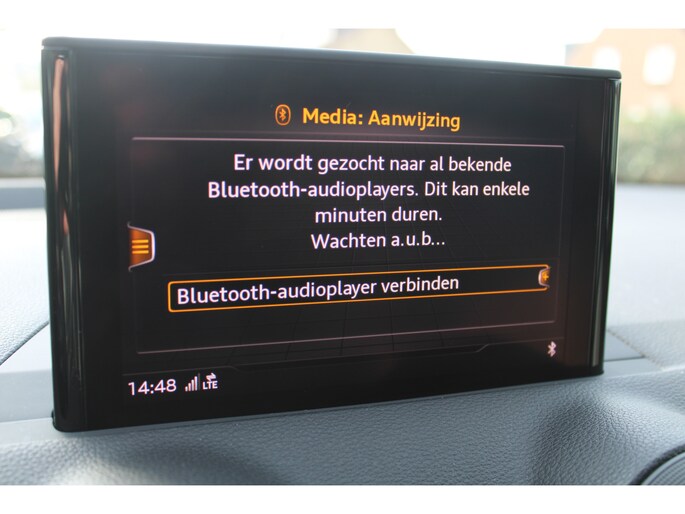 Media: Aanwijzing
Er wordt gezocht naar al bekende
Bluetooth-audioplayers. Dit kan enkele
minuten duren.
Wachten a.u.b...
Bluetooth-audioplayer verbinden
14:48 LTE